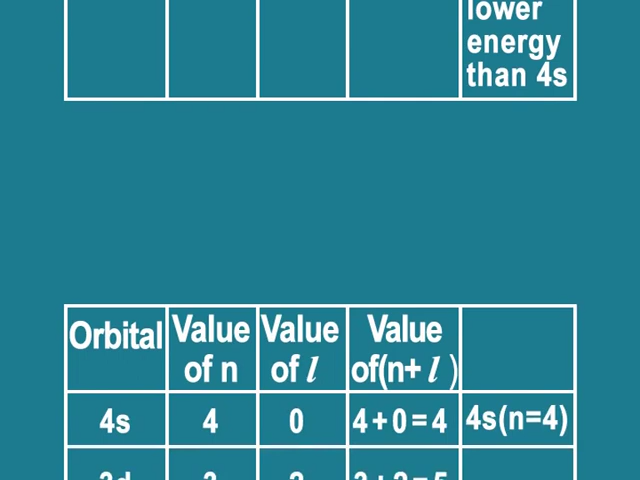 lower
energy
than 4s
Orbital
Value
of n
Value
of l
Value
of(n+ l )
4s
4
0
4+0=4
4s(n=4)